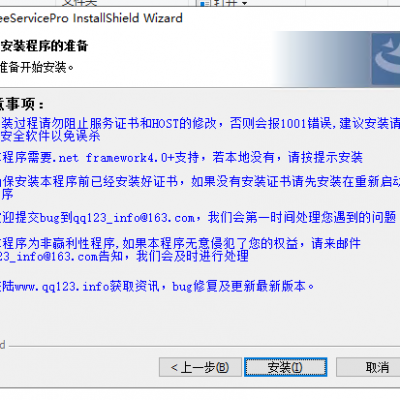 文件夹
打开
eeServicePro InstallShield Wizard
安装程序的准备
准备开始安装。
意事项:
装过程请勿阻止服务证书和HOST的修改，否则会报1001错误,建议安装请
安全软件以免误杀
程序需要.net framework4.0+支持，若本地没有，请按提示安装
保安装本程序前已经安装好证书，如果没有安装证书请先安装在重新启动
序
迎提交bug到qq123_info@163.com，我们会第一时间处理您遇到的问题
程序为非赢利性程序,如果本程序无意侵犯了您的权益，请来邮件
23_info@163.com告知，我们会及时进行处理
陆www.qq123.info获取资讯，bug修复及更新最新版本。
d
< 上一步(B)
安装(I)
取消